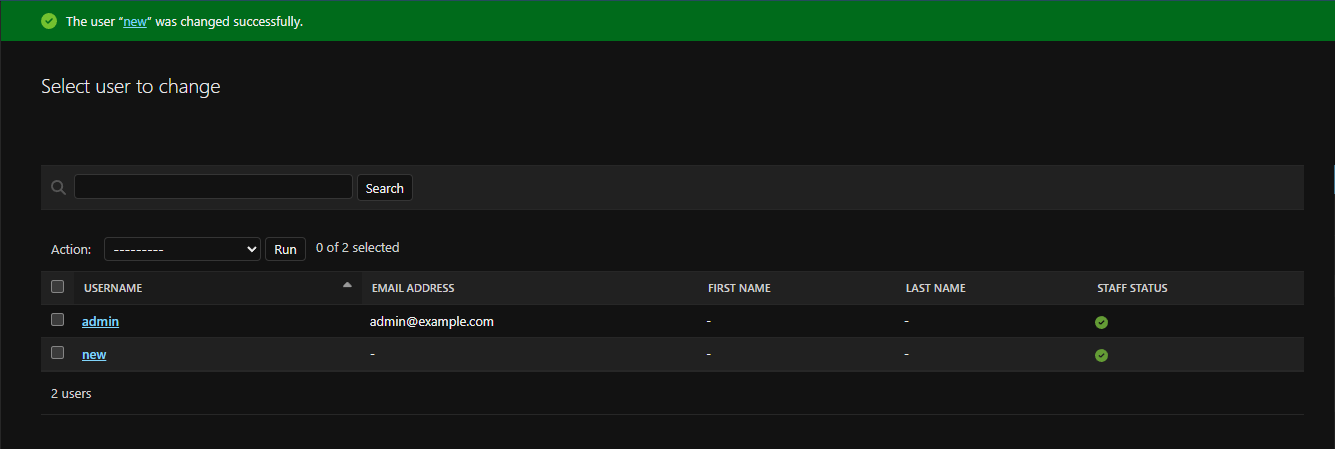 The user “new” was changed successfully.
Select user to change
Search
Action: --------- Run 0 of 2 selected
USERNAME EMAIL ADDRESS FIRST NAME LAST NAME STAFF STATUS
admin admin@example.com - -
new - - -
2 users